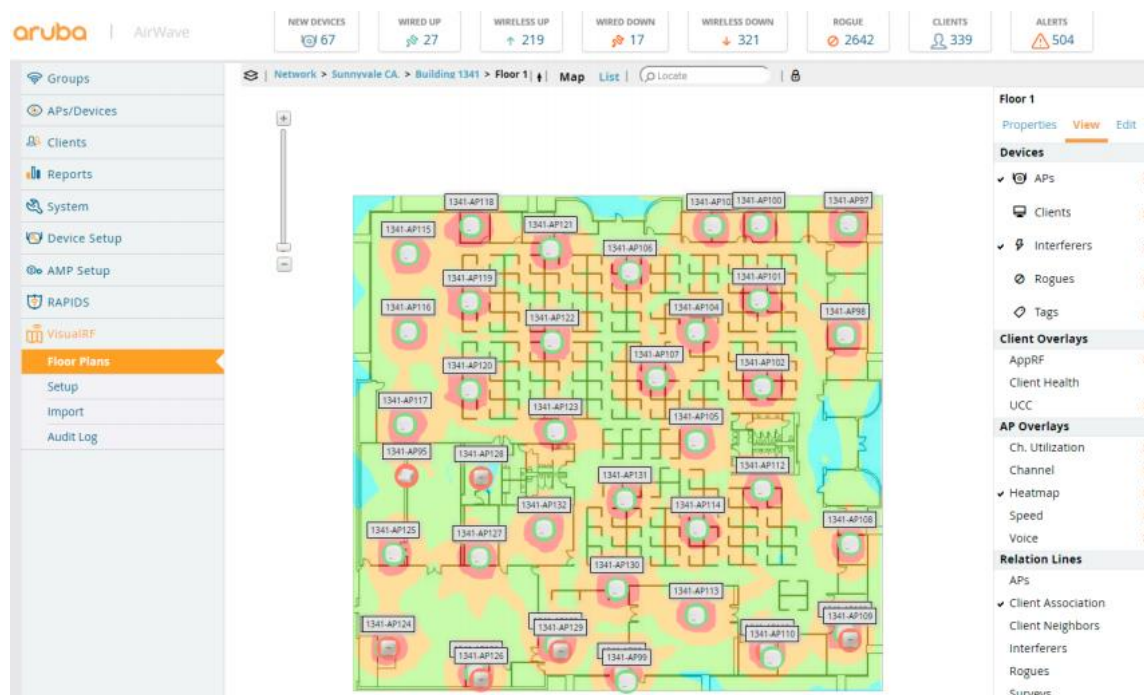 aruba | AirWave
NEW DEVICES
67
WIRED UP
27
WIRELESS UP
219
WIRED DOWN
17
WIRELESS DOWN
321
ROGUE
2642
CLIENTS
339
ALERTS
504
Groups
APs/Devices
Clients
Reports
System
Device Setup
AMP Setup
RAPIDS
VisualRF
Floor Plans
Setup
Import
Audit Log
Network > Sunnyvale CA. > Building 1341 > Floor 1 | Map List | Locate
1341-AP118
1341-AP100
1341-AP97
1341-AP115
1341-AP121
1341-AP106
1341-AP119
1341-AP101
1341-AP116
1341-AP122
1341-AP104
1341-AP98
1341-AP120
1341-AP107
1341-AP102
1341-AP117
1341-AP123
1341-AP105
1341-AP95
1341-AP128
1341-AP112
1341-AP131
1341-AP132
1341-AP114
1341-AP125
1341-AP127
1341-AP108
1341-AP130
1341-AP113
1341-AP124
1341-AP129
1341-AP109
1341-AP110
1341-AP126
1341-AP99
Floor 1
Properties View Edit
Devices
APs
Clients
Interferers
Rogues
Tags
Client Overlays
AppRF
Client Health
UCC
AP Overlays
Ch. Utilization
Channel
Heatmap
Speed
Voice
Relation Lines
APs
Client Association
Client Neighbors
Interferers
Rogues
Surveys